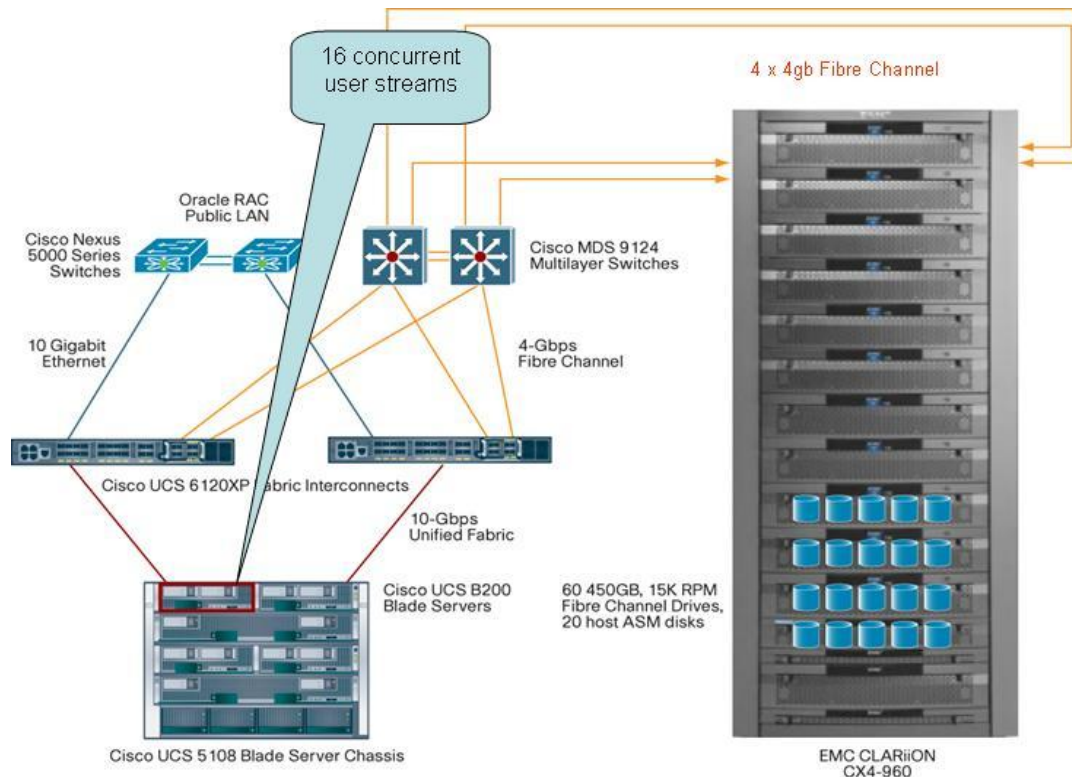 16 concurrent
user streams
4 x 4gb Fibre Channel
Oracle RAC
Public LAN
Cisco Nexus
5000 Series
Switches
Cisco MDS 9124
Multilayer Switches
10 Gigabit
Ethernet
4-Gbps
Fibre Channel
Cisco UCS 6120XP Fabric Interconnects
10-Gbps
Unified Fabric
Cisco UCS B200
Blade Servers
60 450GB, 15K RPM
Fibre Channel Drives,
20 host ASM disks
Cisco UCS 5108 Blade Server Chassis
EMC CLARiiON
CX4-960